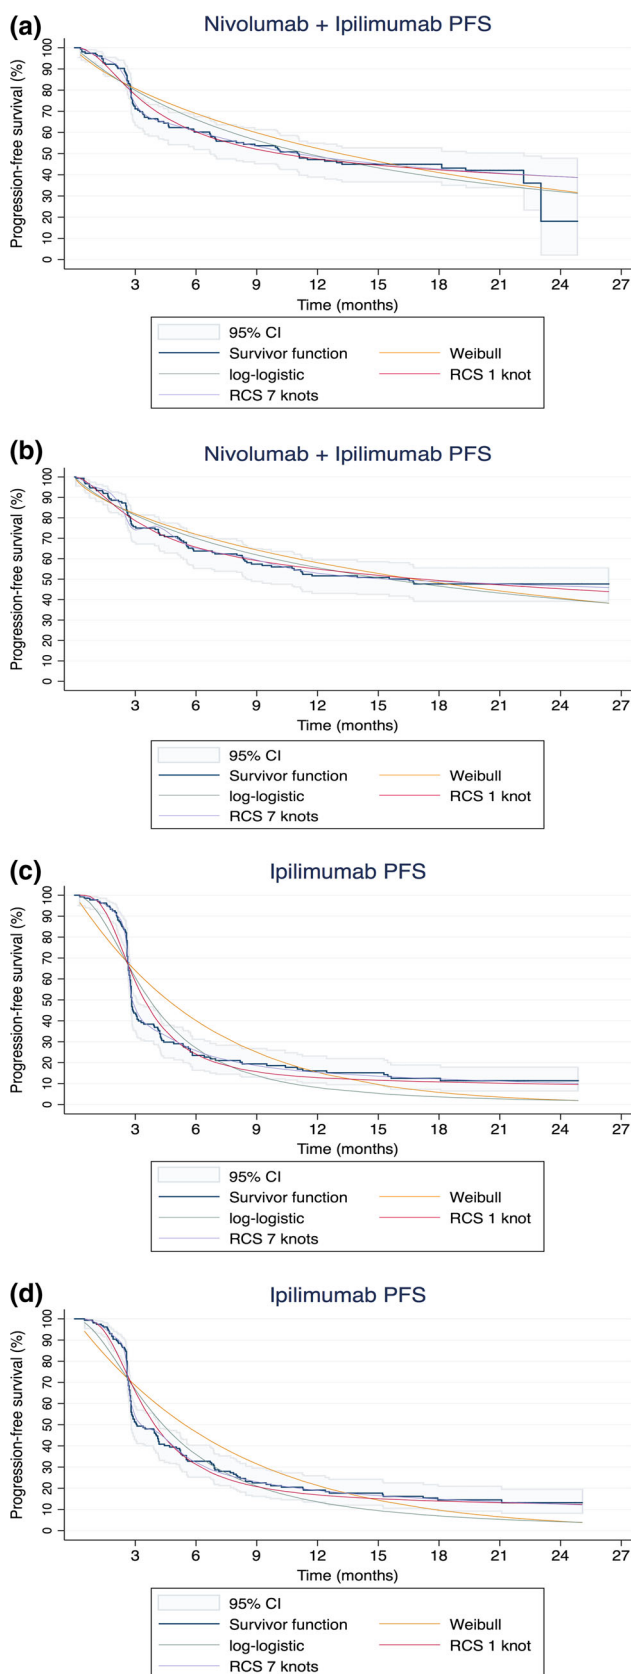 (a) Nivolumab + Ipilimumab PFS
Progression-free survival (%)
100
90
80
70
60
50
40
30
20
10
0
3 6 9 12 15 18 21 24 27
Time (months)
95% CI
Survivor function Weibull
log-logistic RCS 1 knot
RCS 7 knots
(b) Nivolumab + Ipilimumab PFS
Progression-free survival (%)
100
90
80
70
60
50
40
30
20
10
0
3 6 9 12 15 18 21 24 27
Time (months)
95% CI
Survivor function Weibull
log-logistic RCS 1 knot
RCS 7 knots
(c) Ipilimumab PFS
Progression-free survival (%)
100
90
80
70
60
50
40
30
20
10
0
3 6 9 12 15 18 21 24 27
Time (months)
95% CI
Survivor function Weibull
log-logistic RCS 1 knot
RCS 7 knots
(d) Ipilimumab PFS
Progression-free survival (%)
100
90
80
70
60
50
40
30
20
10
0
3 6 9 12 15 18 21 24 27
Time (months)
95% CI
Survivor function Weibull
log-logistic RCS 1 knot
RCS 7 knots